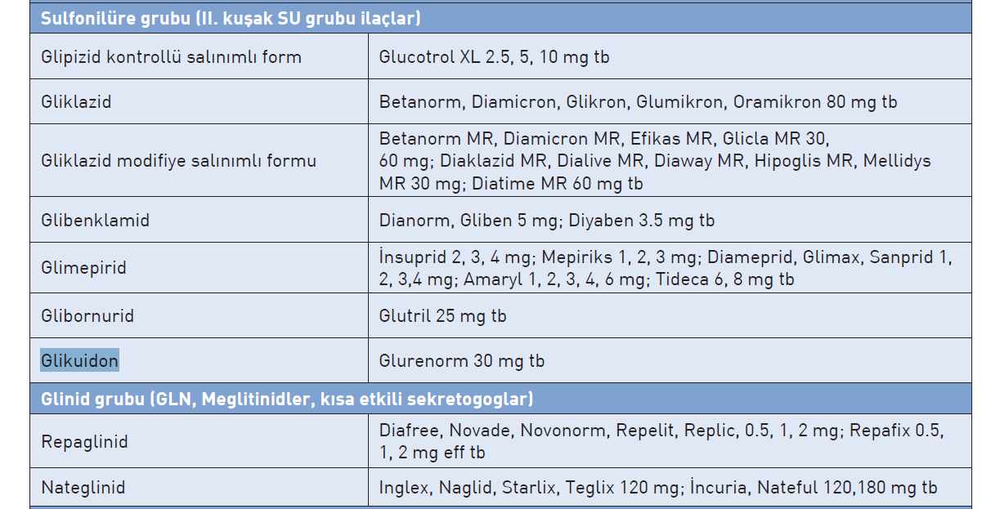 Sulfonilüre grubu (II. kuşak SU grubu ilaçlar)
Glipizid kontrollü salınımlı form
Glucotrol XL 2.5, 5, 10 mg tb
Gliklazid
Betanorm, Diamicron, Glikron, Glumikron, Oramikron 80 mg tb
Gliklazid modifiye salınımlı formu
Betanorm MR, Diamicron MR, Efikas MR, Glicla MR 30,
60 mg; Diaklazid MR, Dialive MR, Diaway MR, Hipoglis MR, Mellidys
MR 30 mg; Diatime MR 60 mg tb
Glibenklamid
Dianorm, Gliben 5 mg; Diyaben 3.5 mg tb
Glimepirid
İnsuprid 2, 3, 4 mg; Mepiriks 1, 2, 3 mg; Diameprid, Glimax, Sanprid 1,
2, 3,4 mg; Amaryl 1, 2, 3, 4, 6 mg; Tideca 6, 8 mg tb
Glibornurid
Glutril 25 mg tb
Glikuidon
Glurenorm 30 mg tb
Glinid grubu (GLN, Meglitinidler, kısa etkili sekretogoglar)
Repaglinid
Diafree, Novade, Novonorm, Repelit, Replic, 0.5, 1, 2 mg; Repafix 0.5,
1, 2 mg eff tb
Nateglinid
Inglex, Naglid, Starlix, Teglix 120 mg; İncuria, Nateful 120,180 mg tb